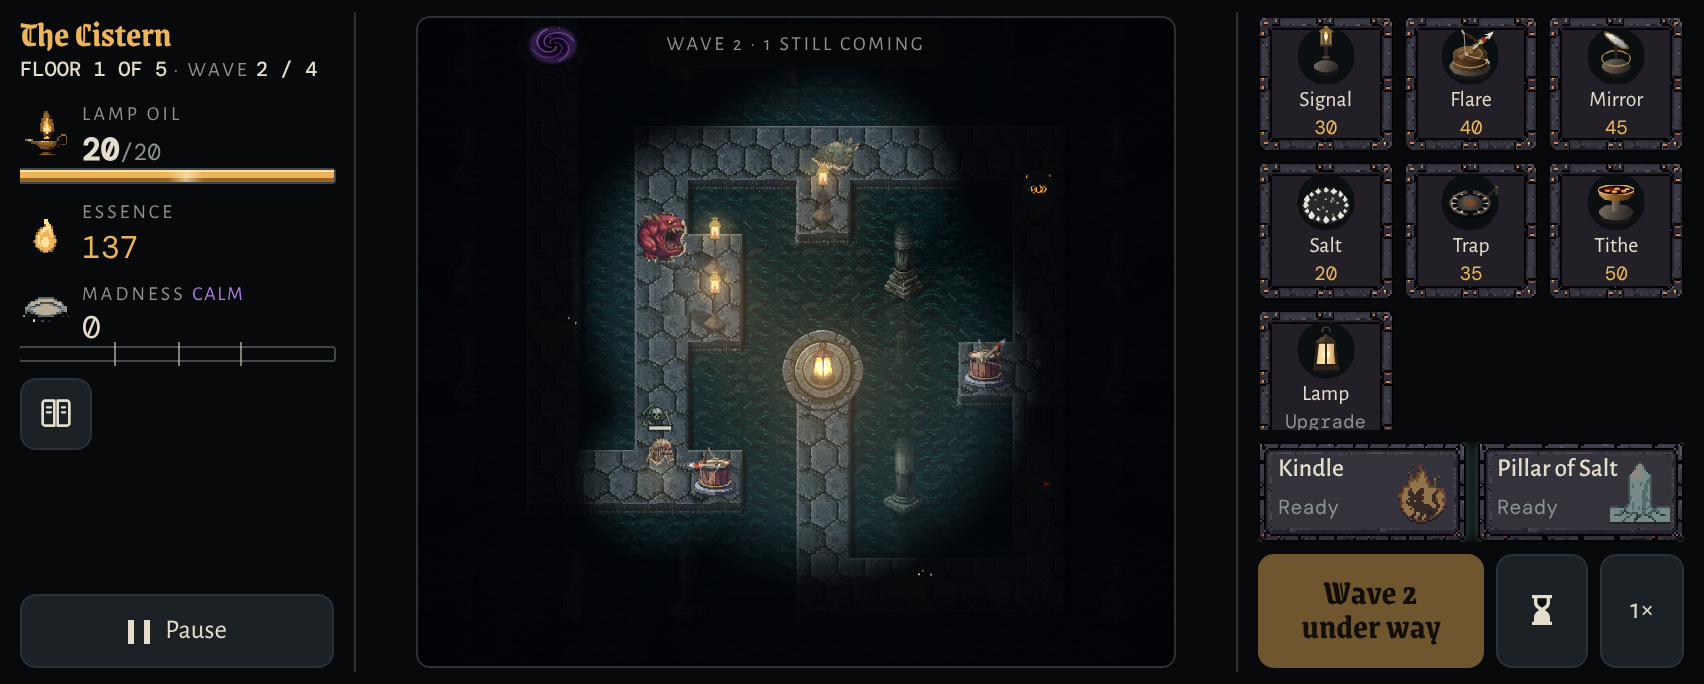 The Cistern
FLOOR 1 OF 5 · WAVE 2 / 4
LAMP OIL
20/20
ESSENCE
137
MADNESS CALM
0
Pause
WAVE 2 · 1 STILL COMING
Signal
30
Flare
40
Mirror
45
Salt
20
Trap
35
Tithe
50
Lamp
Upgrade
Kindle
Ready
Pillar of Salt
Ready
Wave 2
under way
1×